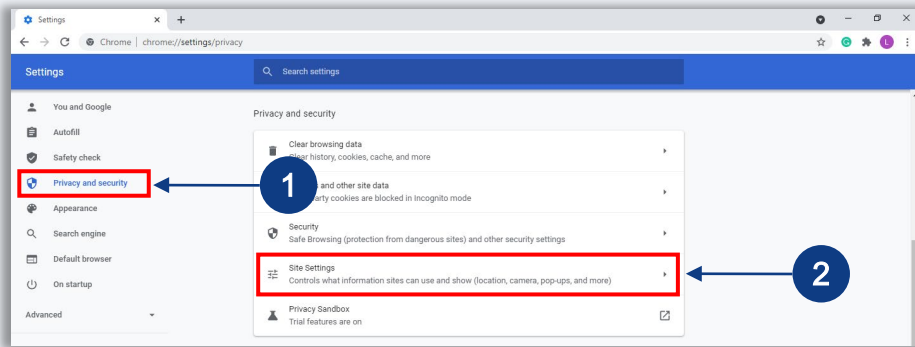 Settings
Chrome | chrome://settings/privacy
L
Settings
Search settings
You and Google
Autofill
Safety check
Privacy and security
Appearance
Search engine
Default browser
On startup
Advanced
Privacy and security
Clear browsing data
Clear history, cookies, cache, and more
and other site data
party cookies are blocked in Incognito mode
Security
Safe Browsing (protection from dangerous sites) and other security settings
Site Settings
Controls what information sites can use and show (location, camera, pop-ups, and more)
Privacy Sandbox
Trial features are on
1
2